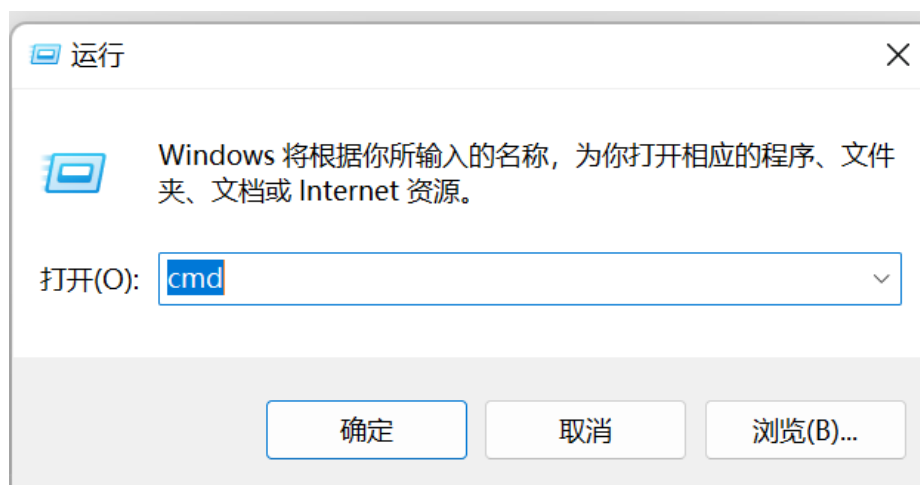 运行
Windows 将根据你所输入的名称，为你打开相应的程序、文件
夹、文档或 Internet 资源。
打开(O): cmd
确定 取消 浏览(B)...